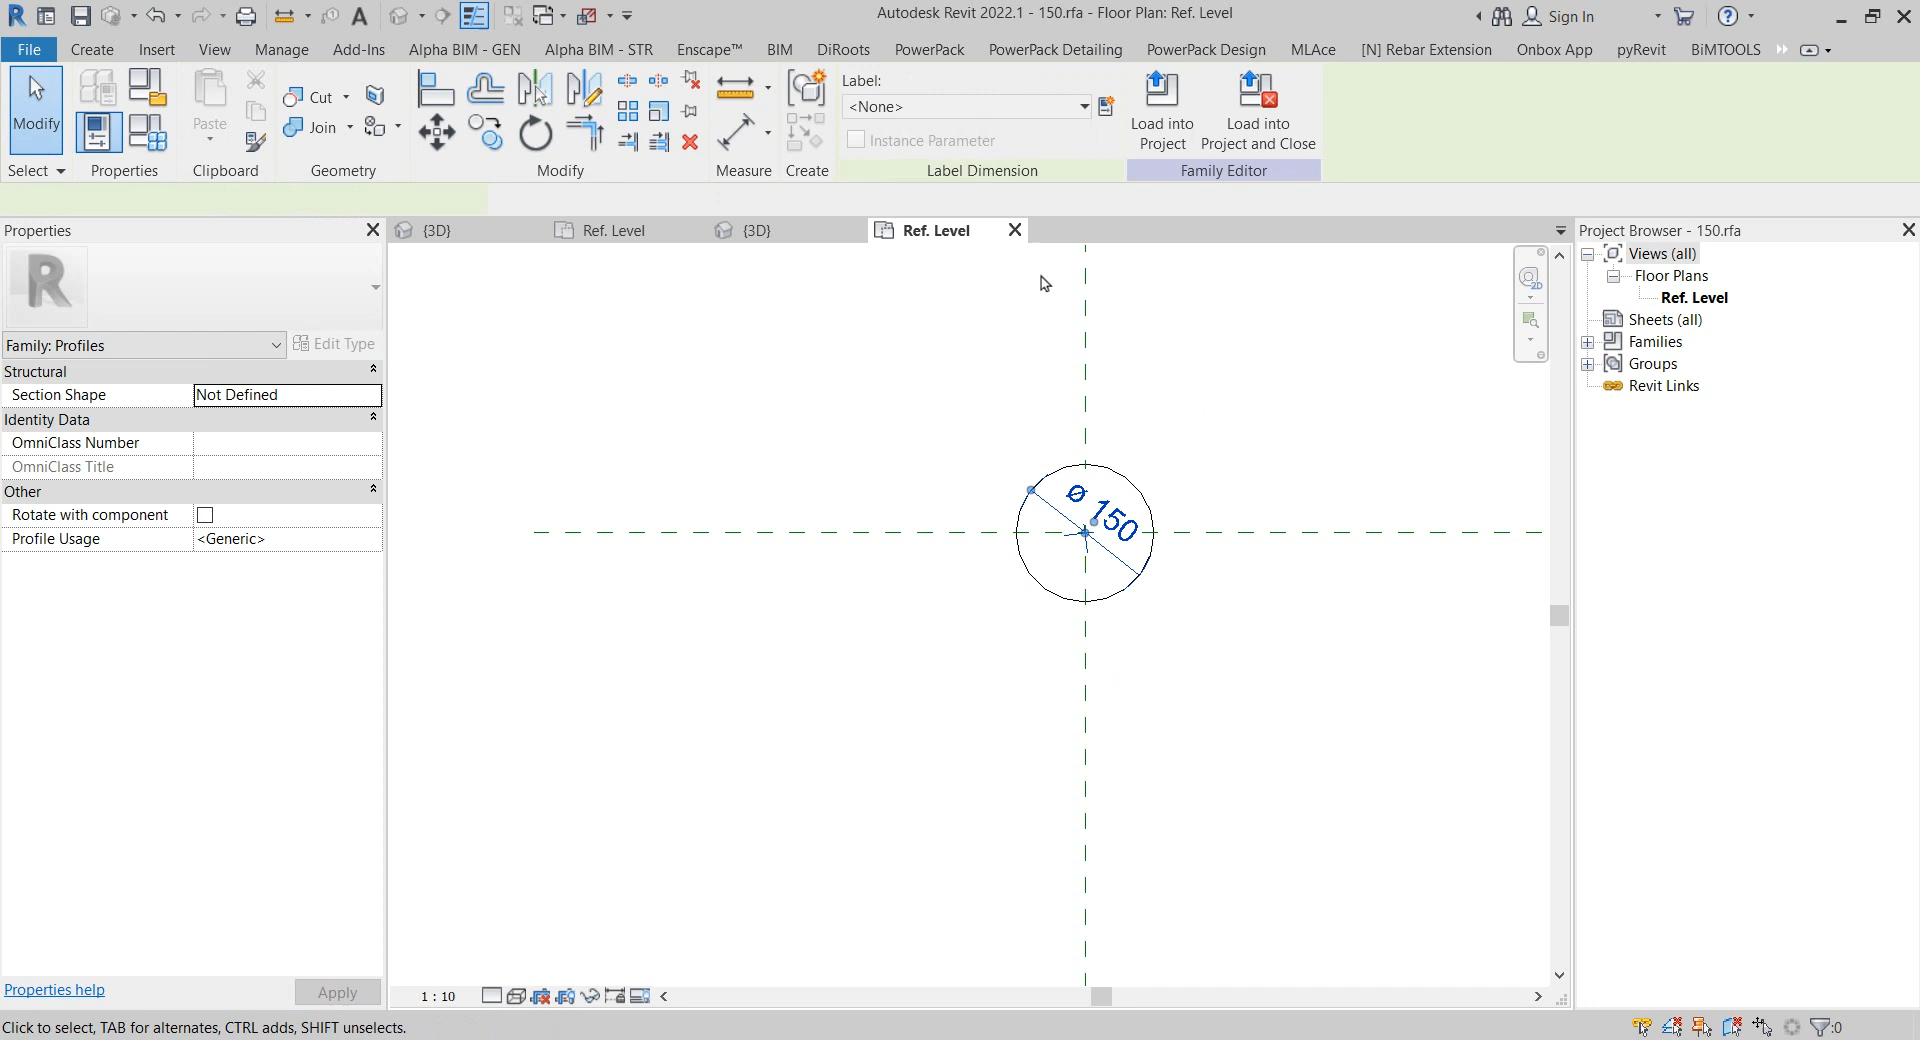 Autodesk Revit 2022.1 - 150.rfa - Floor Plan: Ref. Level
Sign In
File Create Insert View Manage Add-Ins Alpha BIM - GEN Alpha BIM - STR Enscape™ BIM DiRoots PowerPack PowerPack Detailing PowerPack Design MLAce [N] Rebar Extension Onbox App pyRevit BiMTOOLS
Modify
Paste
Cut
Join
Label:
<None>
Instance Parameter
Load into Project
Load into Project and Close
Select Properties Clipboard Geometry Modify Measure Create Label Dimension Family Editor
Properties
{3D} Ref. Level {3D} Ref. Level
Project Browser - 150.rfa
R
Family: Profiles
Edit Type
Structural
Section Shape Not Defined
Identity Data
OmniClass Number
OmniClass Title
Other
Rotate with component
Profile Usage <Generic>
Properties help
Apply
2D
ø 150
Views (all)
Floor Plans
Ref. Level
Sheets (all)
Families
Groups
Revit Links
1 : 10
Click to select, TAB for alternates, CTRL adds, SHIFT unselects.
:0